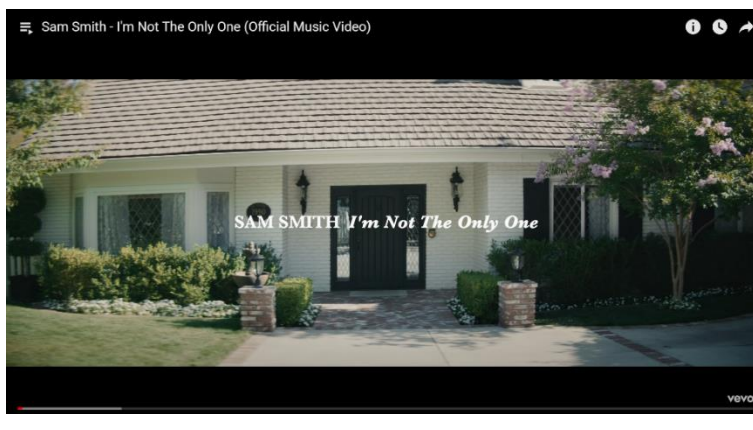 Sam Smith - I'm Not The Only One (Official Music Video)
SAM SMITH I'm Not The Only One
vevo